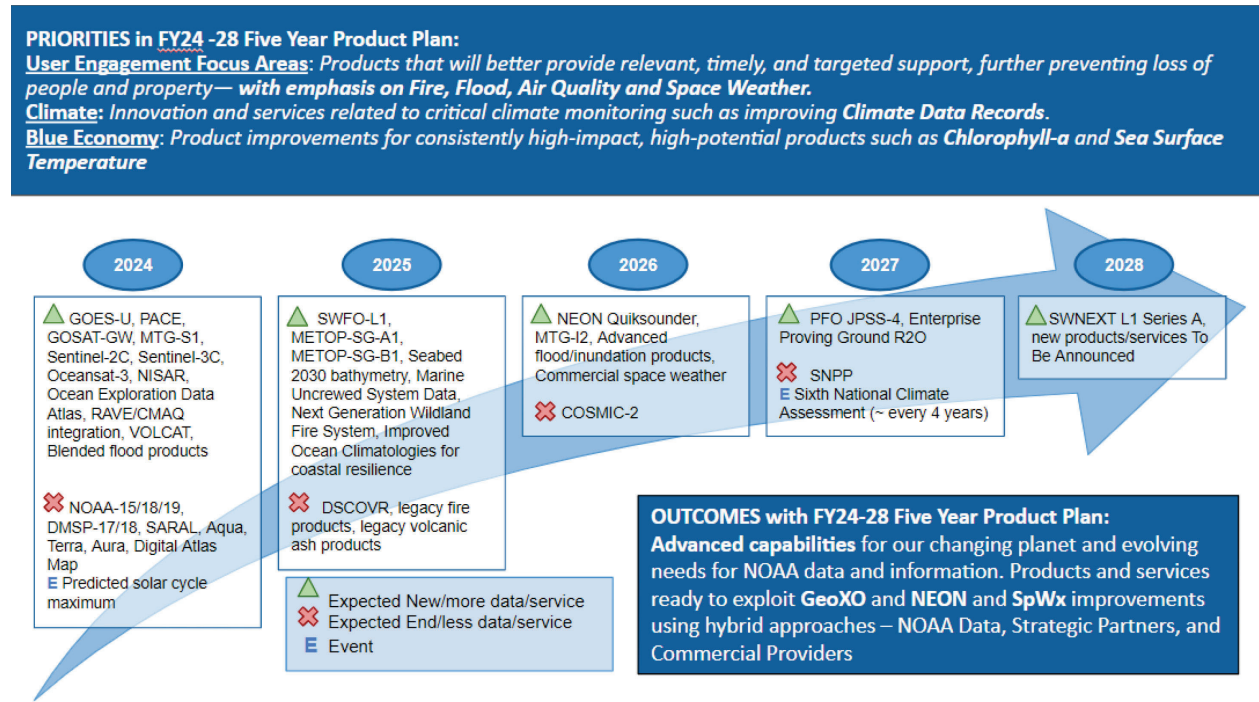 PRIORITIES in FY24 -28 Five Year Product Plan:
User Engagement Focus Areas: Products that will better provide relevant, timely, and targeted support, further preventing loss of
people and property— with emphasis on Fire, Flood, Air Quality and Space Weather.
Climate: Innovation and services related to critical climate monitoring such as improving Climate Data Records.
Blue Economy: Product improvements for consistently high-impact, high-potential products such as Chlorophyll-a and Sea Surface
Temperature
2024
GOES-U, PACE,
GOSAT-GW, MTG-S1,
Sentinel-2C, Sentinel-3C,
Oceansat-3, NISAR,
Ocean Exploration Data
Atlas, RAVE/CMAQ
integration, VOLCAT,
Blended flood products
NOAA-15/18/19,
DMSP-17/18, SARAL, Aqua,
Terra, Aura, Digital Atlas
Map
E Predicted solar cycle
maximum
2025
SWFO-L1,
METOP-SG-A1,
METOP-SG-B1, Seabed
2030 bathymetry, Marine
Uncrewed System Data,
Next Generation Wildland
Fire System, Improved
Ocean Climatologies for
coastal resilience
DSCOVR, legacy fire
products, legacy volcanic
ash products
2026
NEON Quiksounder,
MTG-I2, Advanced
flood/inundation products,
Commercial space weather
COSMIC-2
2027
PFO JPSS-4, Enterprise
Proving Ground R2O
SNPP
E Sixth National Climate
Assessment (~ every 4 years)
2028
SWNEXT L1 Series A,
new products/services To
Be Announced
Expected New/more data/service
Expected End/less data/service
E Event
OUTCOMES with FY24-28 Five Year Product Plan:
Advanced capabilities for our changing planet and evolving
needs for NOAA data and information. Products and services
ready to exploit GeoXO and NEON and SpWx improvements
using hybrid approaches – NOAA Data, Strategic Partners, and
Commercial Providers